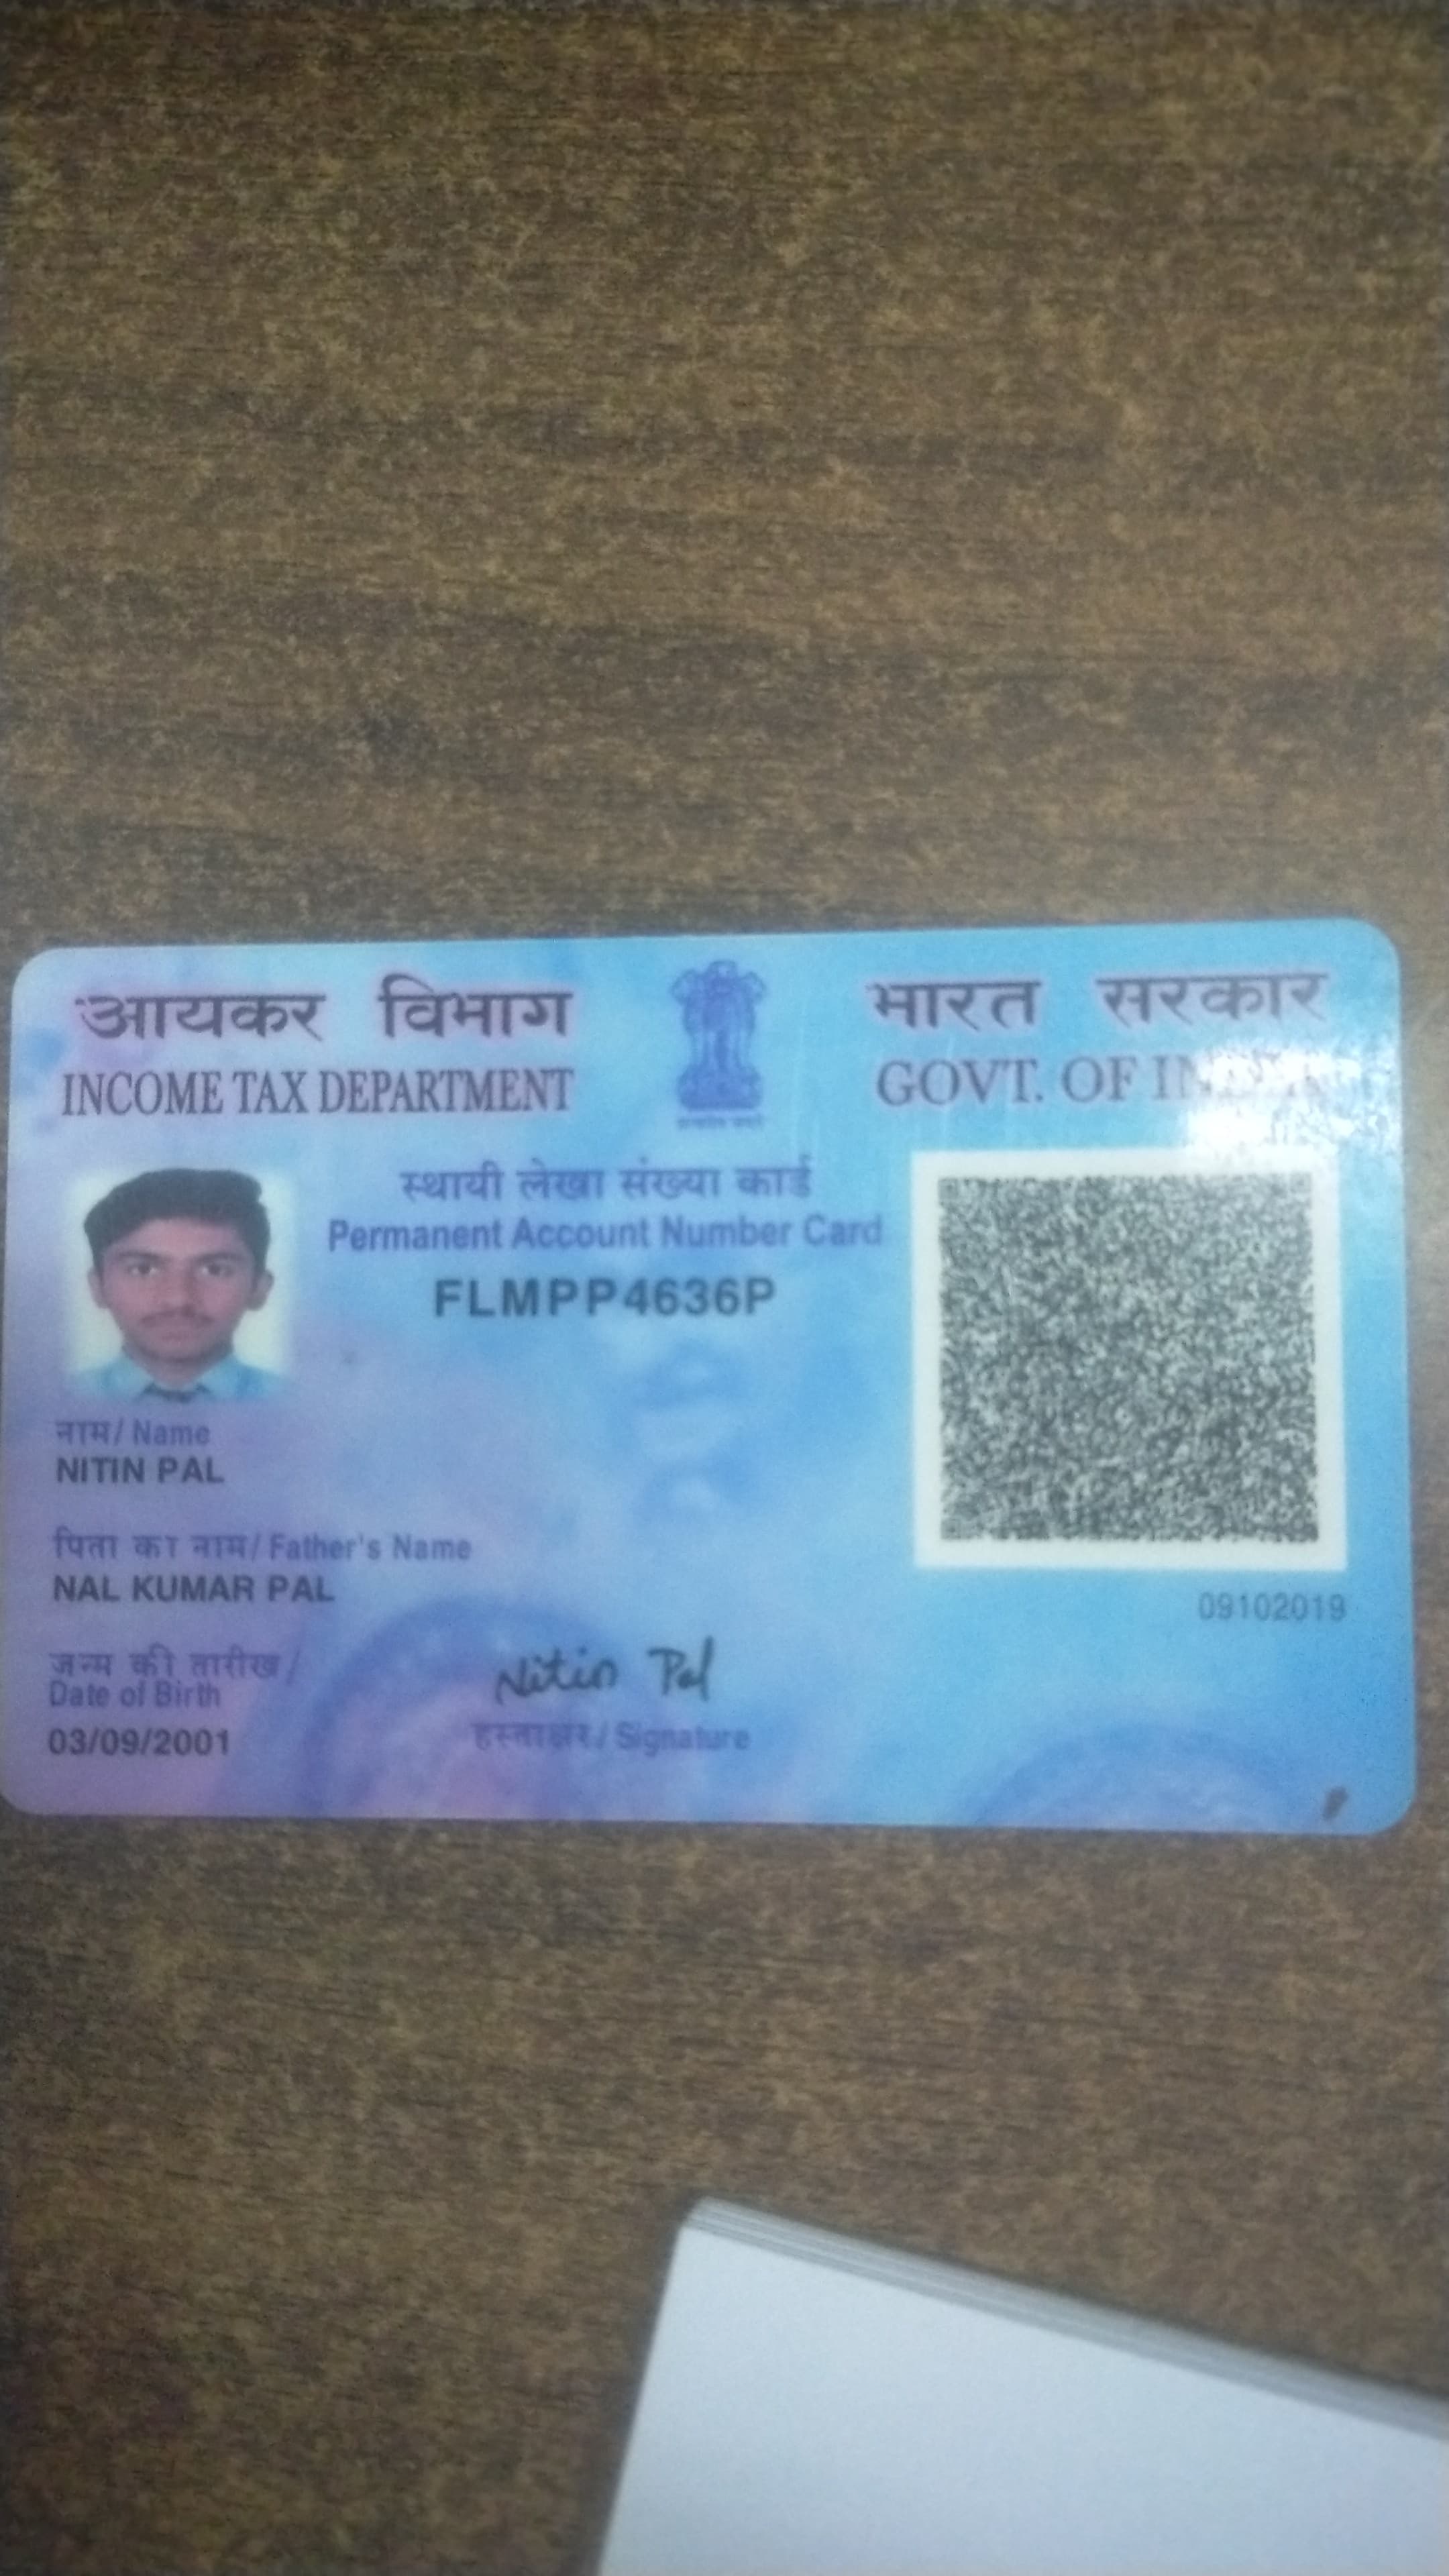 आयकर विभाग
INCOME TAX DEPARTMENT
भारत सरकार
GOVT. OF INDIA
स्थायी लेखा संख्या कार्ड
Permanent Account Number Card
FLMPP4636P
नाम / Name
NITIN PAL
पिता का नाम / Father's Name
NAL KUMAR PAL
जन्म की तारीख /
Date of Birth
03/09/2001
Nitin Pal
हस्ताक्षर / Signature
09102019